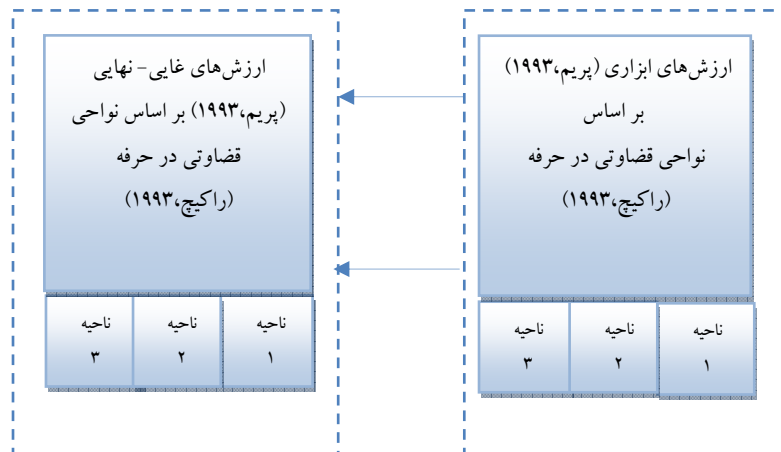 ارزش‌های ابزاری (پریم،۱۹۹۳)
بر اساس
نواحی قضاوتی در حرفه
(راکیچ،۱۹۹۳)
ناحیه
۱
ناحیه
۲
ناحیه
۳
ارزش‌های غایی- نهایی
(پریم،۱۹۹۳) بر اساس نواحی
قضاوتی در حرفه
(راکیچ،۱۹۹۳)
ناحیه
۱
ناحیه
۲
ناحیه
۳